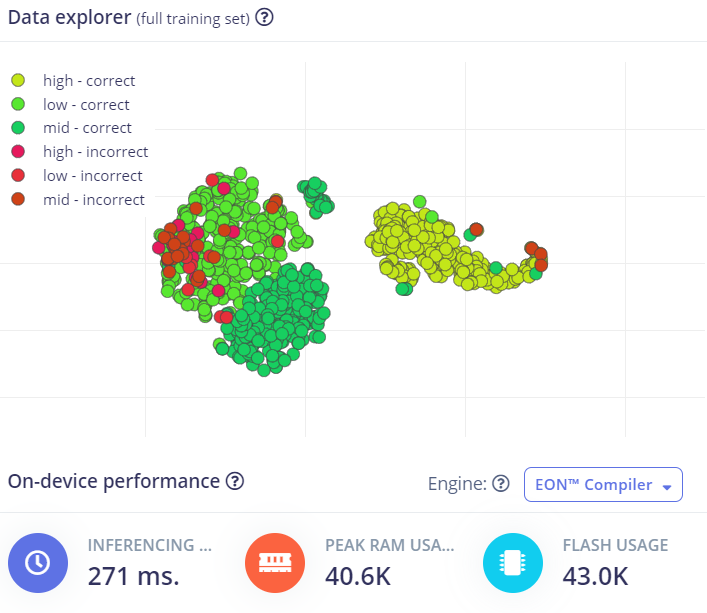 Data explorer (full training set) ?
high - correct
low - correct
mid - correct
high - incorrect
low - incorrect
mid - incorrect
On-device performance ? Engine: ? EON™ Compiler
INFERENCING ... PEAK RAM USA... FLASH USAGE
271 ms. 40.6K 43.0K